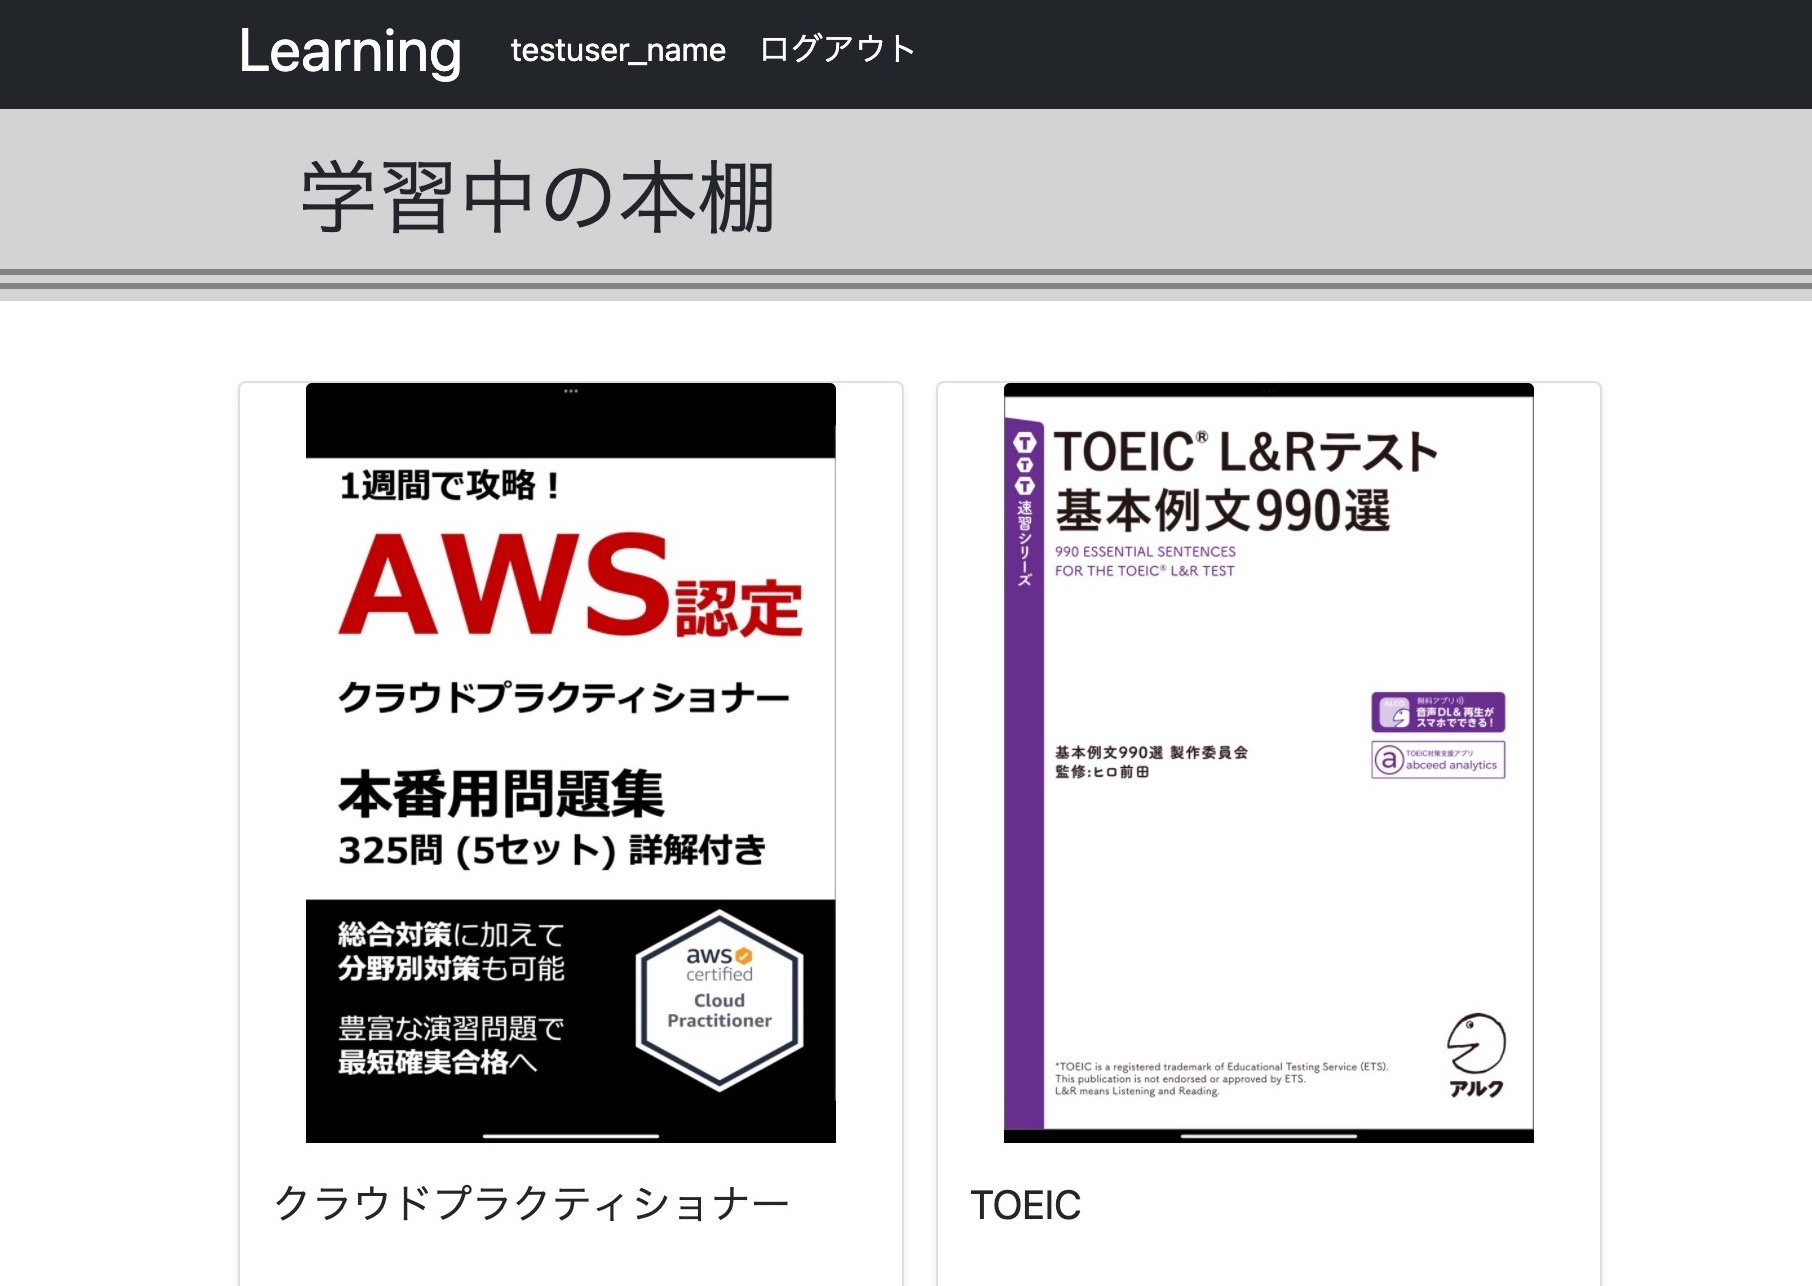 Learning testuser_name ログアウト
学習中の本棚
1週間で攻略！
AWS認定
クラウドプラクティショナー
本番用問題集
325問 (5セット) 詳解付き
総合対策に加えて
分野別対策も可能
豊富な演習問題で
最短確実合格へ
aws
certified
Cloud
Practitioner
クラウドプラクティショナー
TTT速習シリーズ
TOEIC® L&Rテスト
基本例文990選
990 ESSENTIAL SENTENCES
FOR THE TOEIC® L&R TEST
ALCO
無料アプリ
音声DL&再生が
スマホでできる！
基本例文990選 製作委員会
監修:ヒロ前田
a TOEIC対策支援アプリ
abceed analytics
*TOEIC is a registered trademark of Educational Testing Service (ETS).
This publication is not endorsed or approved by ETS.
L&R means Listening and Reading.
アルク
TOEIC